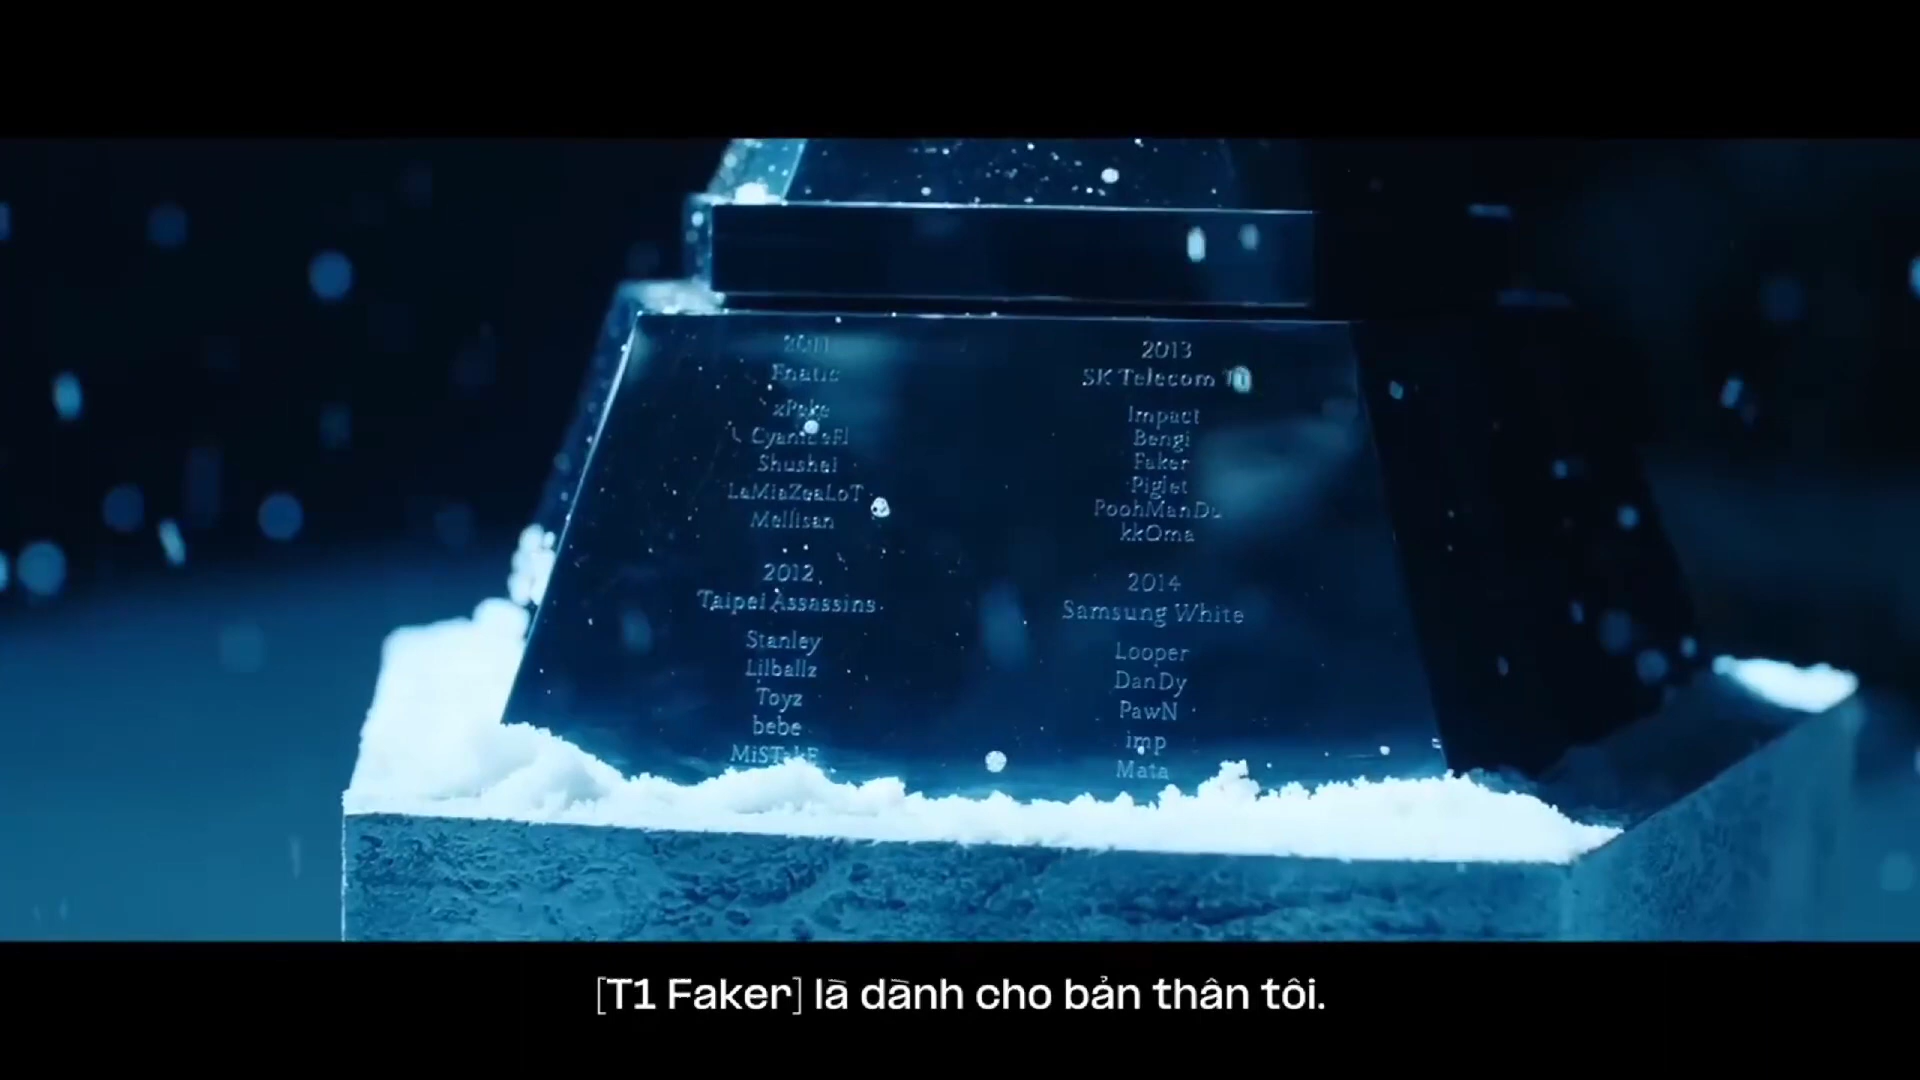 2011
Fnatic
xPeke
Shushei
LaMiaZeaLoT
Mellisan
2012
Taipei Assassins
Stanley
Lilballz
Toyz
bebe
MiSTakE
2013
SK Telecom T1
Impact
Bengi
Faker
Piglet
PoohManDu
kkOma
2014
Samsung White
Looper
DanDy
PawN
imp
Mata
[T1 Faker] là dành cho bản thân tôi.